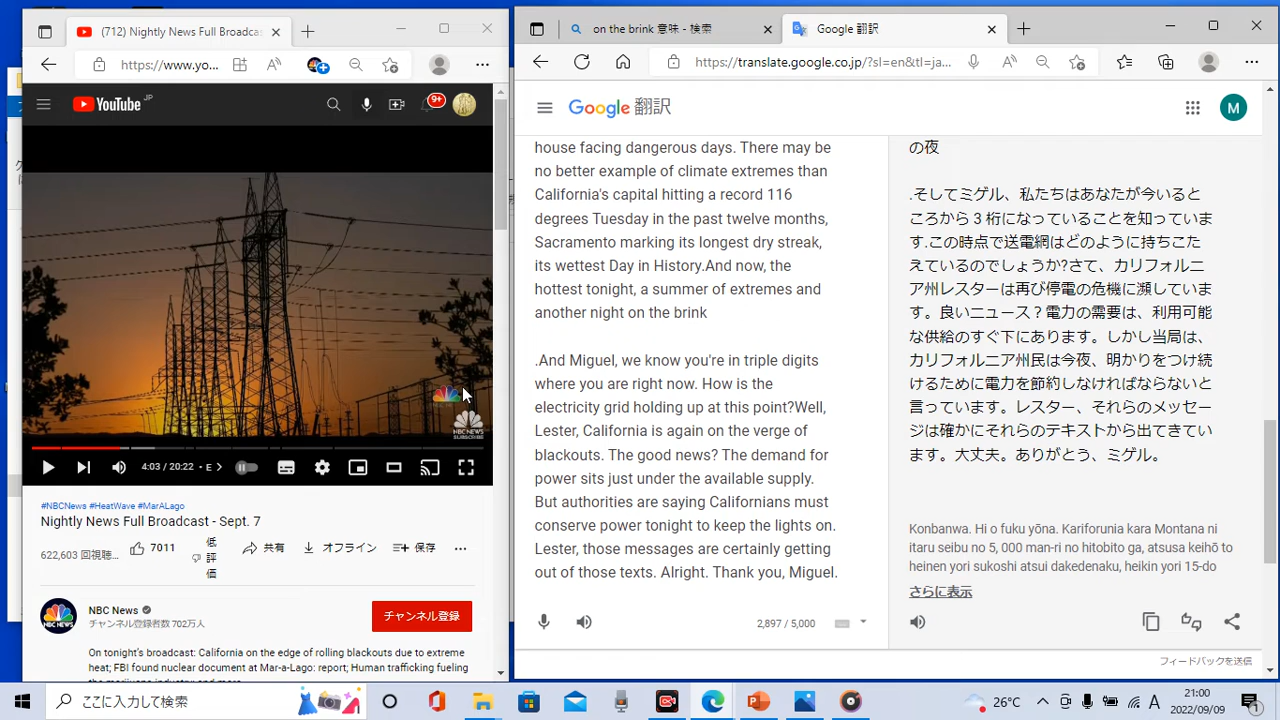 (712) Nightly News Full Broadca
https://www.yo...
YouTube JP
9+
NBC NEWS
SUBSCRIBE
4:03 / 20:22 • E
#NBCNews #HeatWave #MarALago
Nightly News Full Broadcast - Sept. 7
622,603 回視聴...
7011
低評価
共有
オフライン
保存
NBC News
チャンネル登録者数 702万人
チャンネル登録
On tonight's broadcast: California on the edge of rolling blackouts due to extreme
heat; FBI found nuclear document at Mar-a-Lago: report; Human trafficking fueling
on the brink 意味 - 検索
Google 翻訳
https://translate.google.co.jp/?sl=en&tl=ja...
Google 翻訳
M
house facing dangerous days. There may be
no better example of climate extremes than
California's capital hitting a record 116
degrees Tuesday in the past twelve months,
Sacramento marking its longest dry streak,
its wettest Day in History.And now, the
hottest tonight, a summer of extremes and
another night on the brink
.And Miguel, we know you're in triple digits
where you are right now. How is the
electricity grid holding up at this point?Well,
Lester, California is again on the verge of
blackouts. The good news? The demand for
power sits just under the available supply.
But authorities are saying Californians must
conserve power tonight to keep the lights on.
Lester, those messages are certainly getting
out of those texts. Alright. Thank you, Miguel.
2,897 / 5,000
の夜
.そしてミゲル、私たちはあなたが今いると
ころから 3 桁になっていることを知っていま
す.この時点で送電網はどのように持ちこた
えているのでしょうか?さて、カリフォルニ
ア州レスターは再び停電の危機に瀕していま
す。良いニュース？電力の需要は、利用可能
な供給のすぐ下にあります。しかし当局は、
カリフォルニア州民は今夜、明かりをつけ続
けるために電力を節約しなければならないと
言っています。レスター、それらのメッセー
ジは確かにそれらのテキストから出てきてい
ます。大丈夫。ありがとう、ミゲル。
Konbanwa. Hi o fuku yōna. Kariforunia kara Montana ni
itaru seibu no 5, 000 man-ri no hitobito ga, atsusa keihō to
heinen yori sukoshi atsui dakedenaku, heikin yori 15-do
さらに表示
フィードバックを送信
ここに入力して検索
26°C
A
21:00
2022/09/09
1